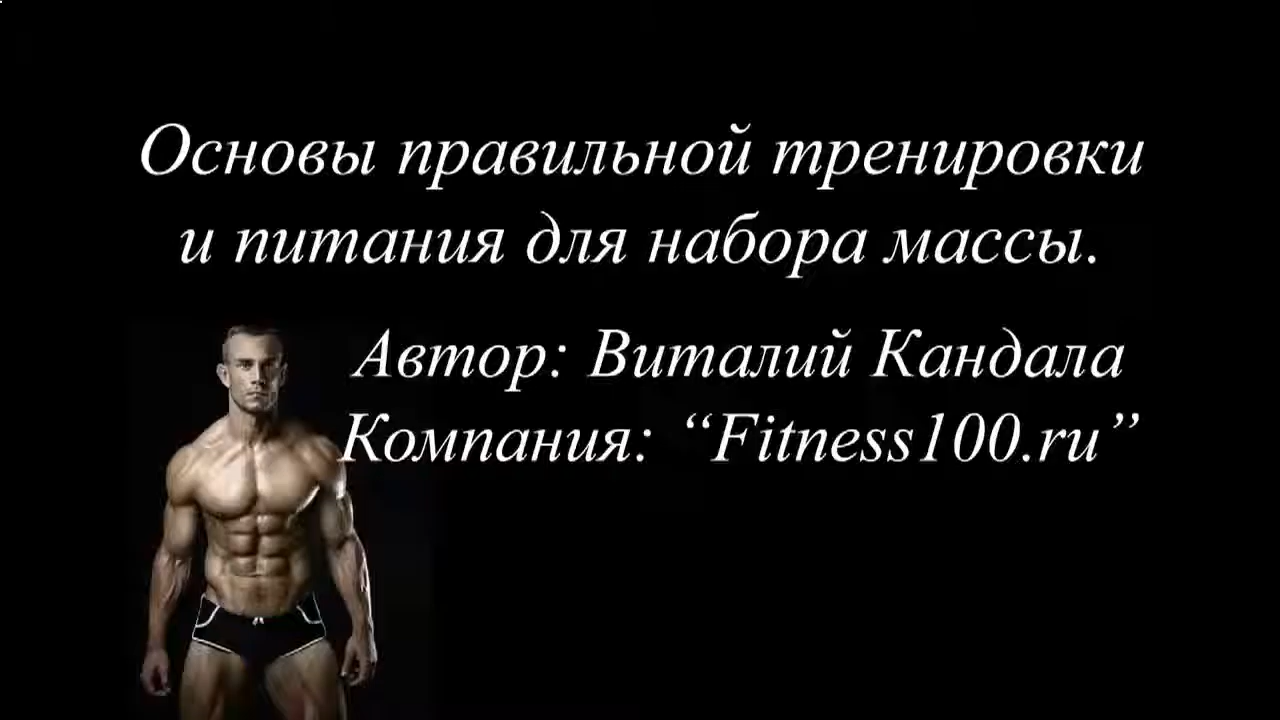 Основы правильной тренировки
и питания для набора массы.
Автор: Виталий Кандала
Компания: “Fitness100.ru”